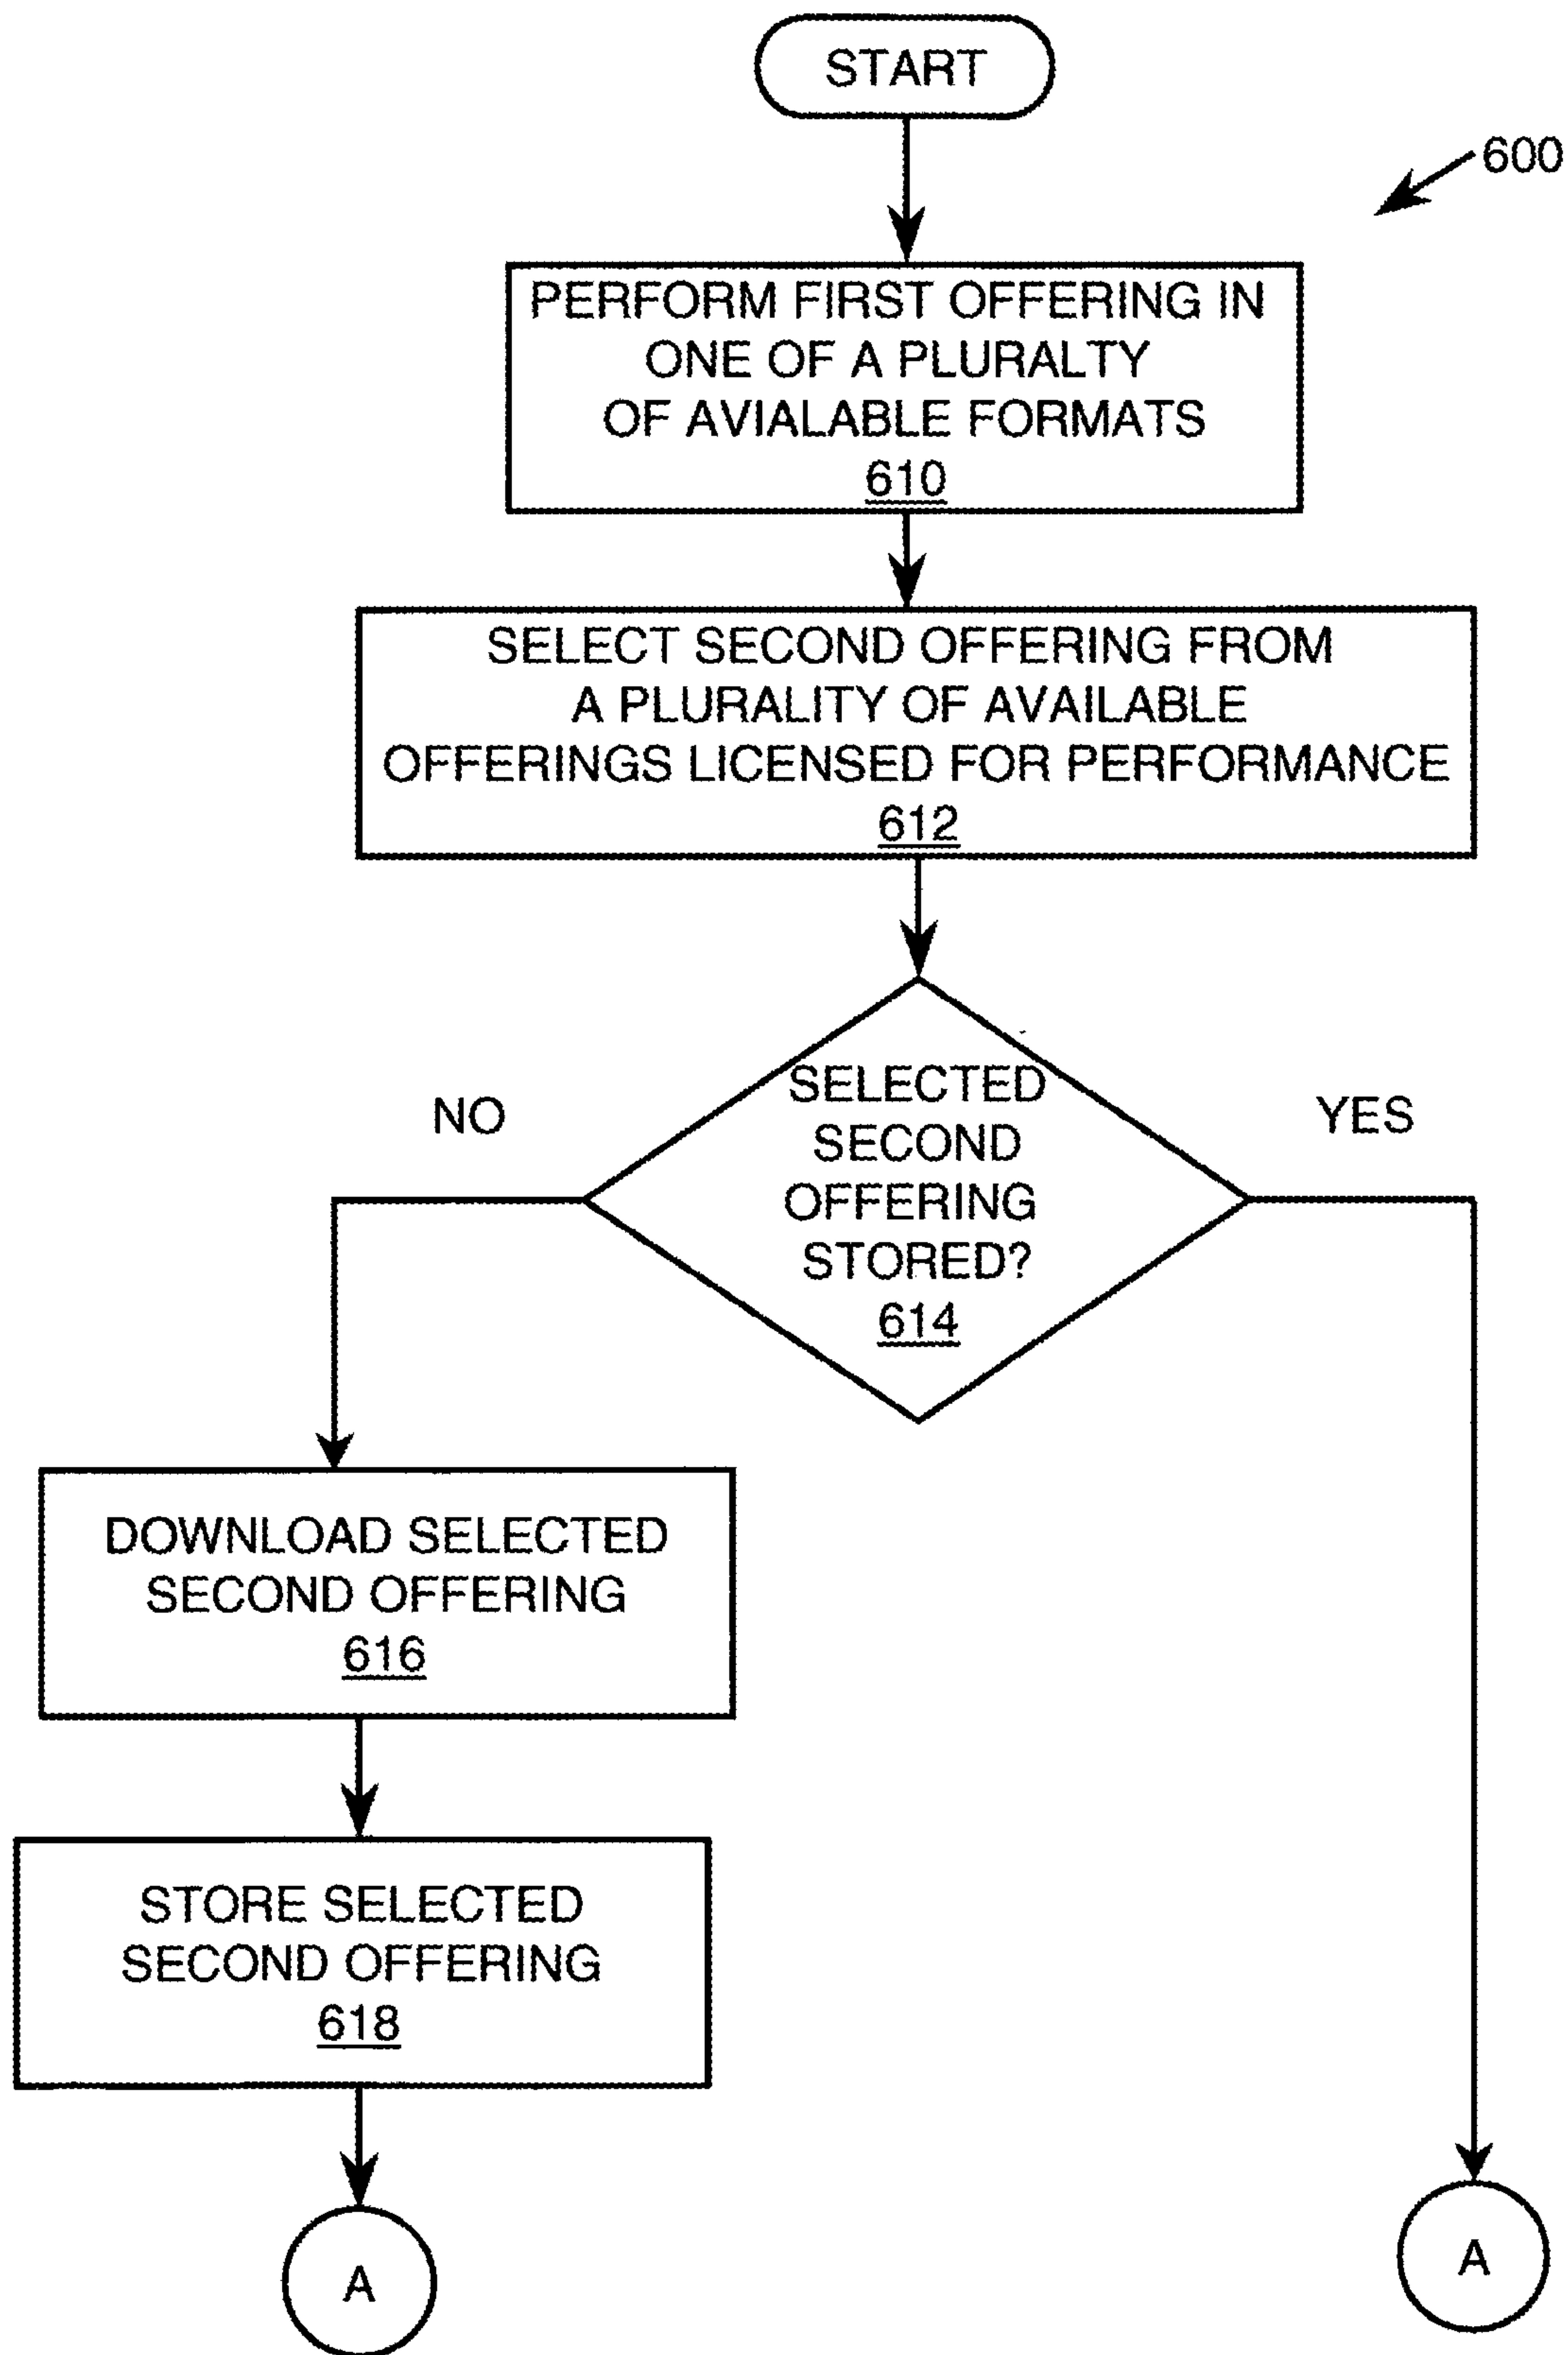 START
600
PERFORM FIRST OFFERING IN
ONE OF A PLURALTY
OF AVIALABLE FORMATS
610
SELECT SECOND OFFERING FROM
A PLURALITY OF AVAILABLE
OFFERINGS LICENSED FOR PERFORMANCE
612
NO
YES
SELECTED
SECOND
OFFERING
STORED?
614
DOWNLOAD SELECTED
SECOND OFFERING
616
STORE SELECTED
SECOND OFFERING
618
A
A